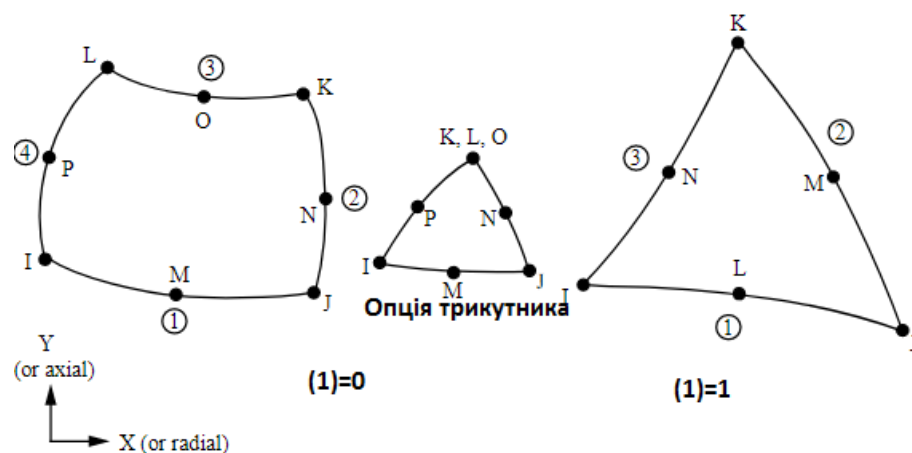 L
③
K
O
④
P
②
N
I
M
J
①
K, L, O
P
N
I
M
J
Опція трикутника
K
③
N
②
M
L
①
Y
(or axial)
X (or radial)
(1)=0
(1)=1